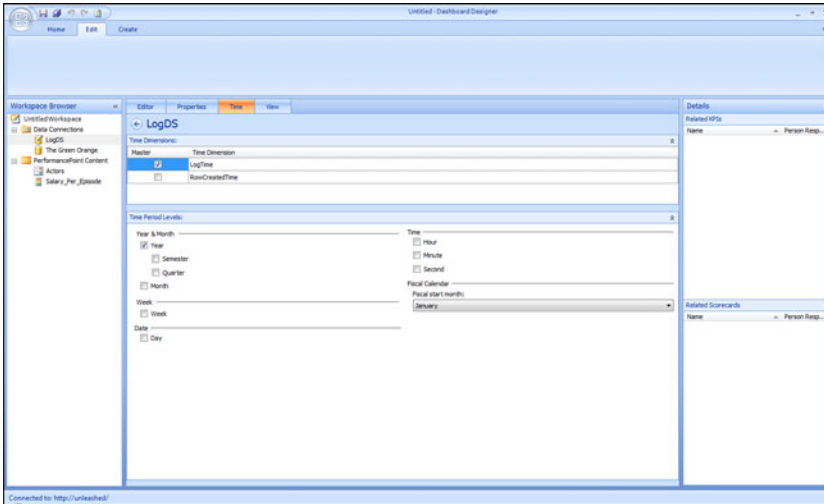 Untitled - Dashboard Designer
Home Edit Create
Workspace Browser
Untitled Workspace
Data Connections
LogDS
The Green Orange
PerformancePoint Content
Actors
Salary_Per_Episode
Editor Properties Time View
LogDS
Time Dimensions:
Master Time Dimension
LogTime
RowCreatedTime
Time Period Levels:
Year & Month
Year
Semester
Quarter
Month
Week
Week
Date
Day
Time
Hour
Minute
Second
Fiscal Calendar
Fiscal start month:
January
Details
Related KPIs
Name Person Resp...
Related Scorecards
Name Person Resp...
Connected to: http://unleashed/